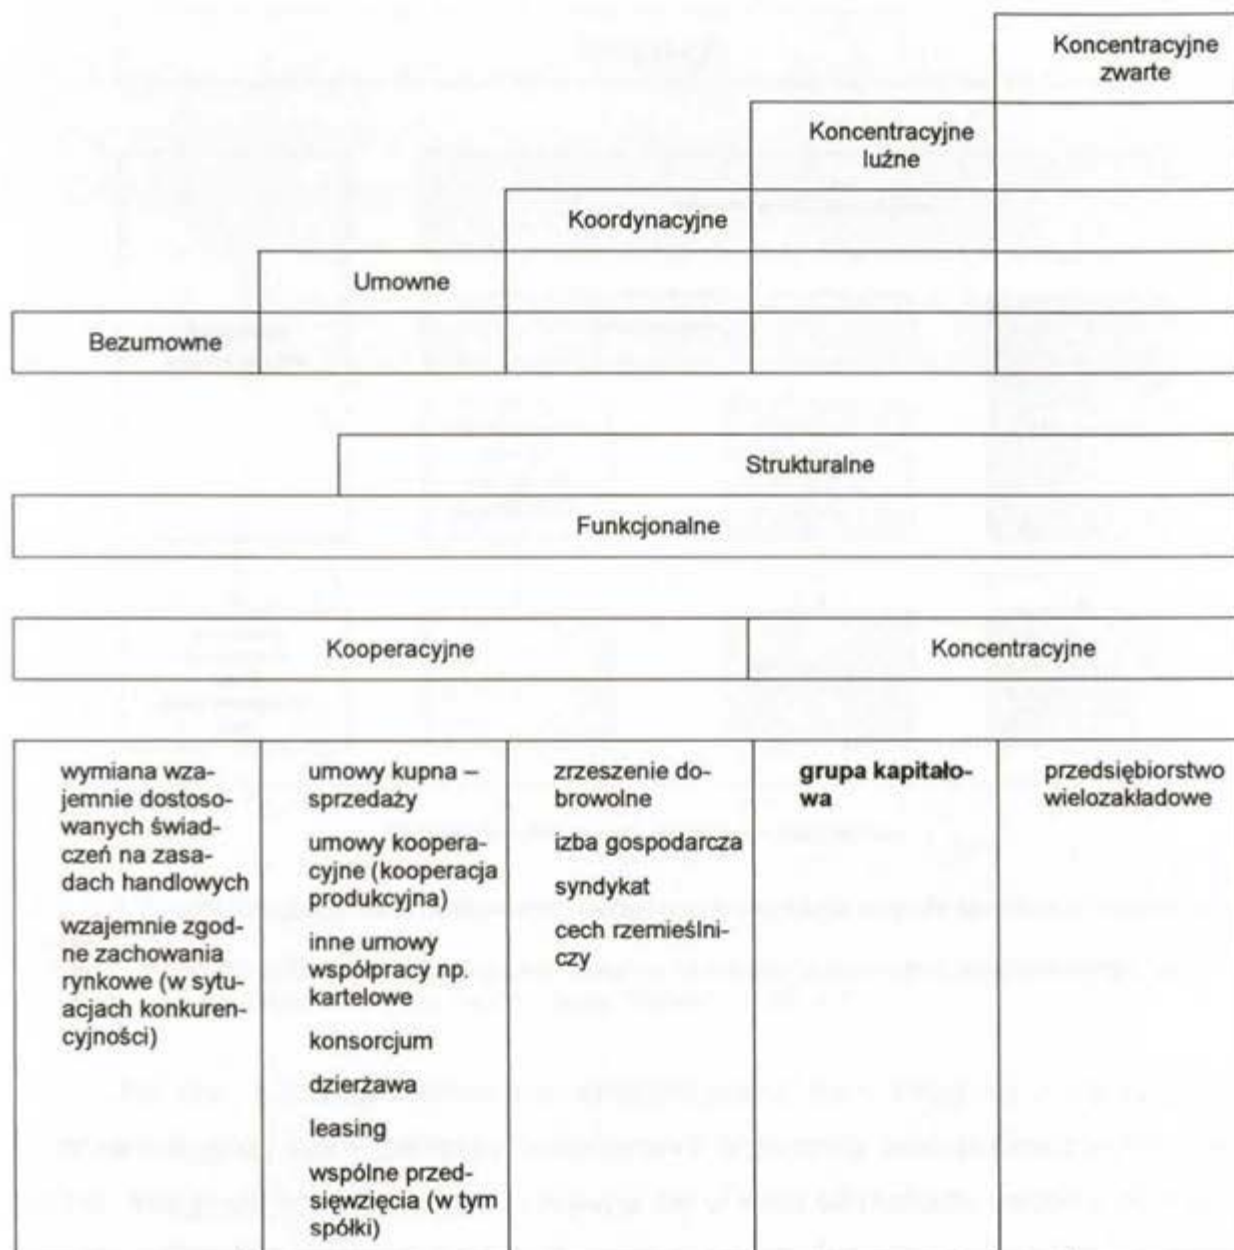 Koncentracyjne
zwarte
Koncentracyjne
luźne
Koordynacyjne
Umowne
Bezumowne
Strukturalne
Funkcjonalne
Kooperacyjne
Koncentracyjne
wymiana wza-
jemnie dostoso-
wanych świad-
czeń na zasa-
dach handlowych
wzajemnie zgod-
ne zachowania
rynkowe (w sytu-
acjach konkuren-
cyjności)
umowy kupna –
sprzedaży
umowy koopera-
cyjne (kooperacja
produkcyjna)
inne umowy
współpracy np.
kartelowe
konsorcjum
dzierżawa
leasing
wspólne przed-
sięwzięcia (w tym
spółki)
zrzeszenie do-
browolne
izba gospodarcza
syndykat
cech rzemieślni-
czy
grupa kapitało-
wa
przedsiębiorstwo
wielozakładowe